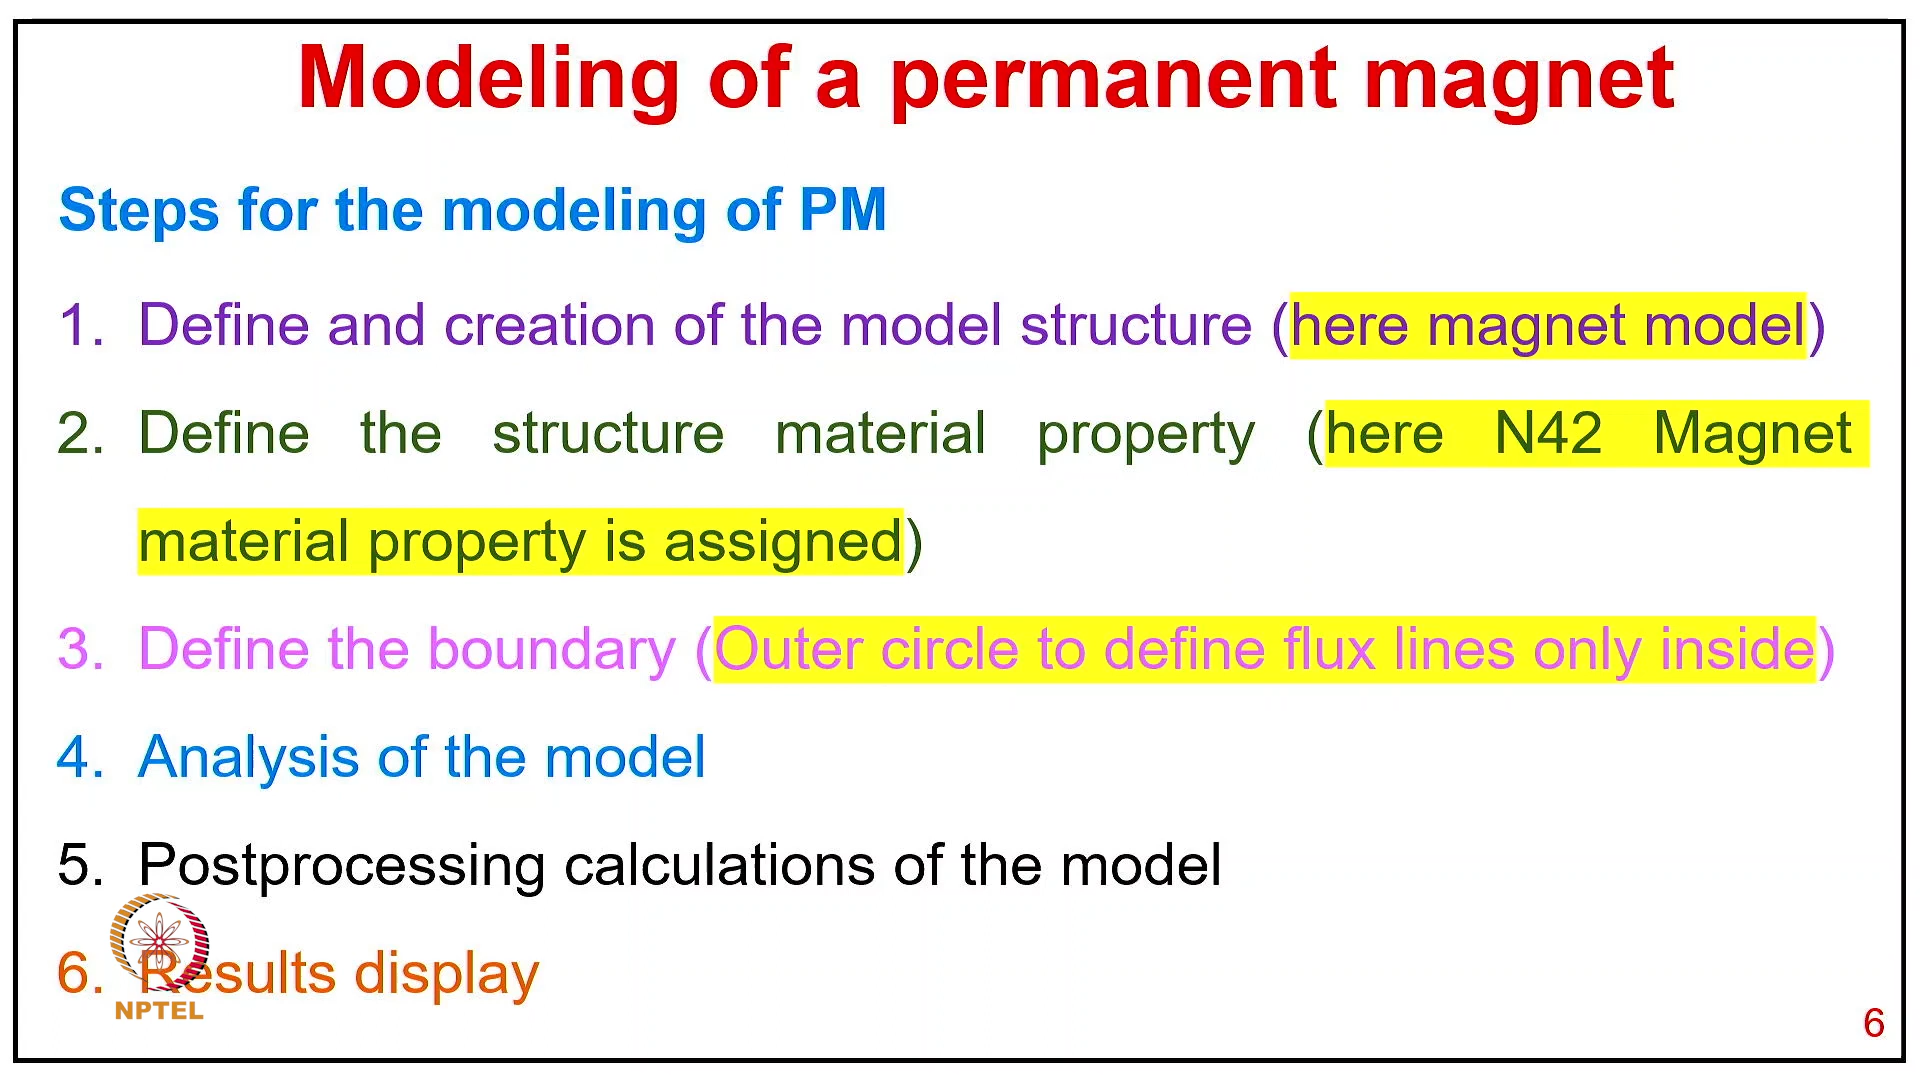 Modeling of a permanent magnet
Steps for the modeling of PM
1. Define and creation of the model structure (here magnet model)
2. Define the structure material property (here N42 Magnet
material property is assigned)
3. Define the boundary (Outer circle to define flux lines only inside)
4. Analysis of the model
5. Postprocessing calculations of the model
6. Results display
NPTEL
6